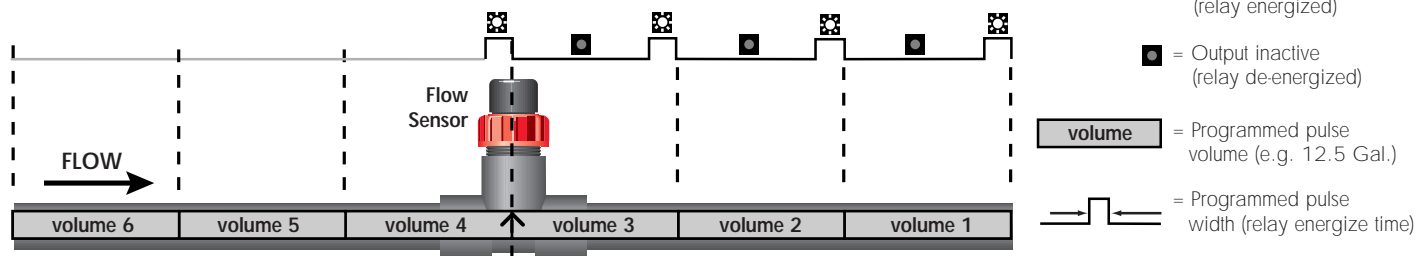 (relay energized)
= Output inactive
(relay de-energized)
Flow
Sensor
FLOW
volume
= Programmed pulse
volume (e.g. 12.5 Gal.)
= Programmed pulse
width (relay energize time)
volume 6
volume 5
volume 4
volume 3
volume 2
volume 1